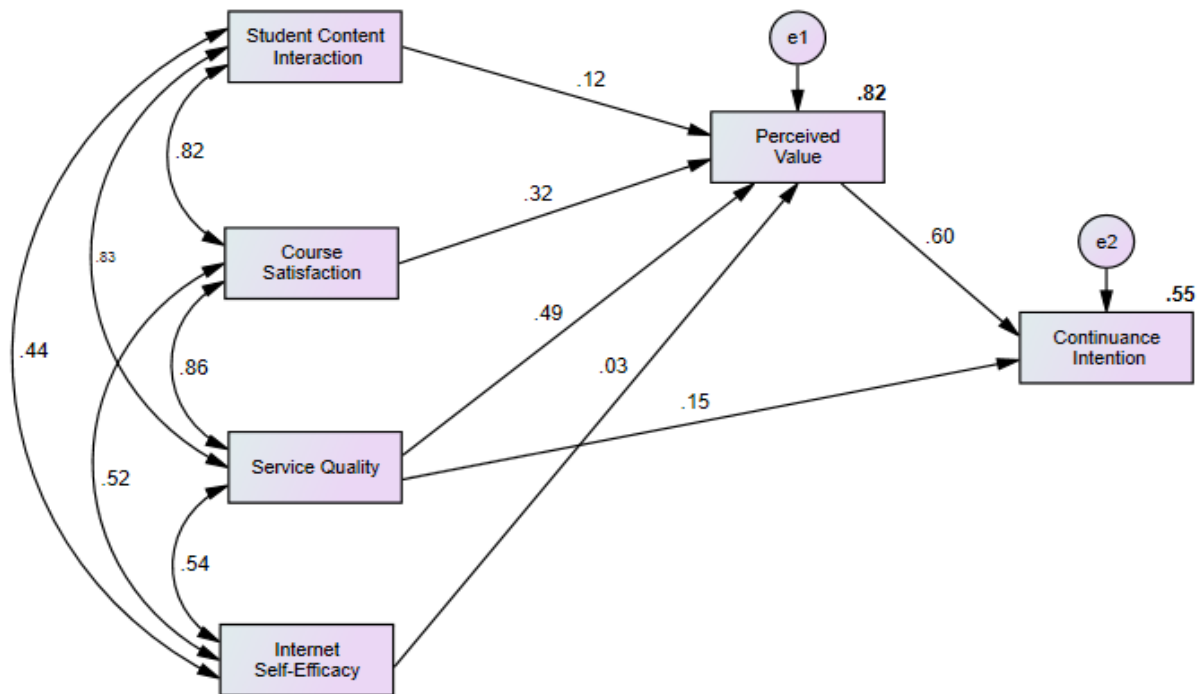 Student Content
Interaction
e1
.12
.82
Perceived
Value
.82
.32
Course
Satisfaction
.83
.60
e2
.49
.55
.44
.86
.03
Continuance
Intention
.15
Service Quality
.52
.54
Internet
Self-Efficacy